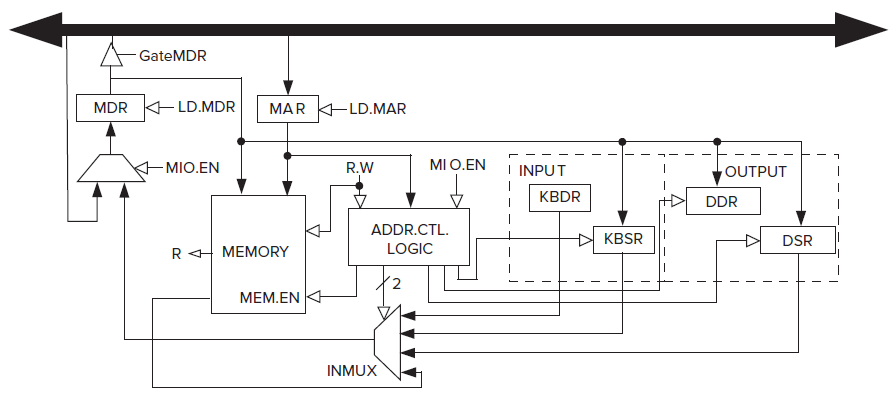 GateMDR
MDR
LD.MDR
MAR
LD.MAR
MIO.EN
R.W
MIO.EN
INPUT
OUTPUT
KBDR
DDR
ADDR.CTL.
LOGIC
KBSR
DSR
R
MEMORY
MEM.EN
2
INMUX